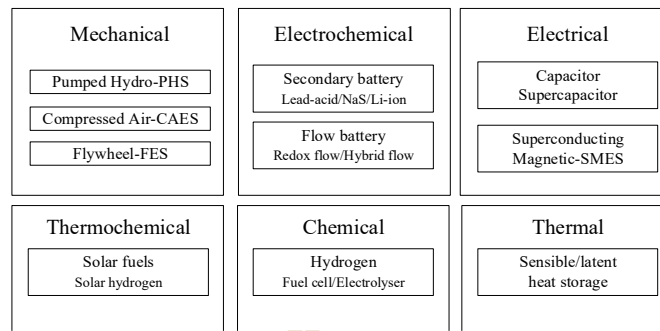 Mechanical
Pumped Hydro-PHS
Compressed Air-CAES
Flywheel-FES
Electrochemical
Secondary battery
Lead-acid/NaS/Li-ion
Flow battery
Redox flow/Hybrid flow
Electrical
Capacitor
Supercapacitor
Superconducting
Magnetic-SMES
Thermochemical
Solar fuels
Solar hydrogen
Chemical
Hydrogen
Fuel cell/Electrolyser
Thermal
Sensible/latent
heat storage